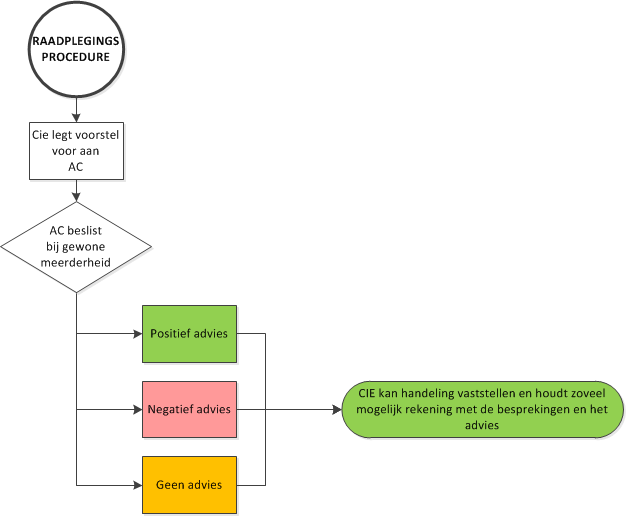 RAADPLEGINGS
PROCEDURE
Cie legt voorstel
voor aan
AC
AC beslist
bij gewone
meerderheid
Positief advies
Negatief advies
Geen advies
CIE kan handeling vaststellen en houdt zoveel
mogelijk rekening met de besprekingen en het
advies